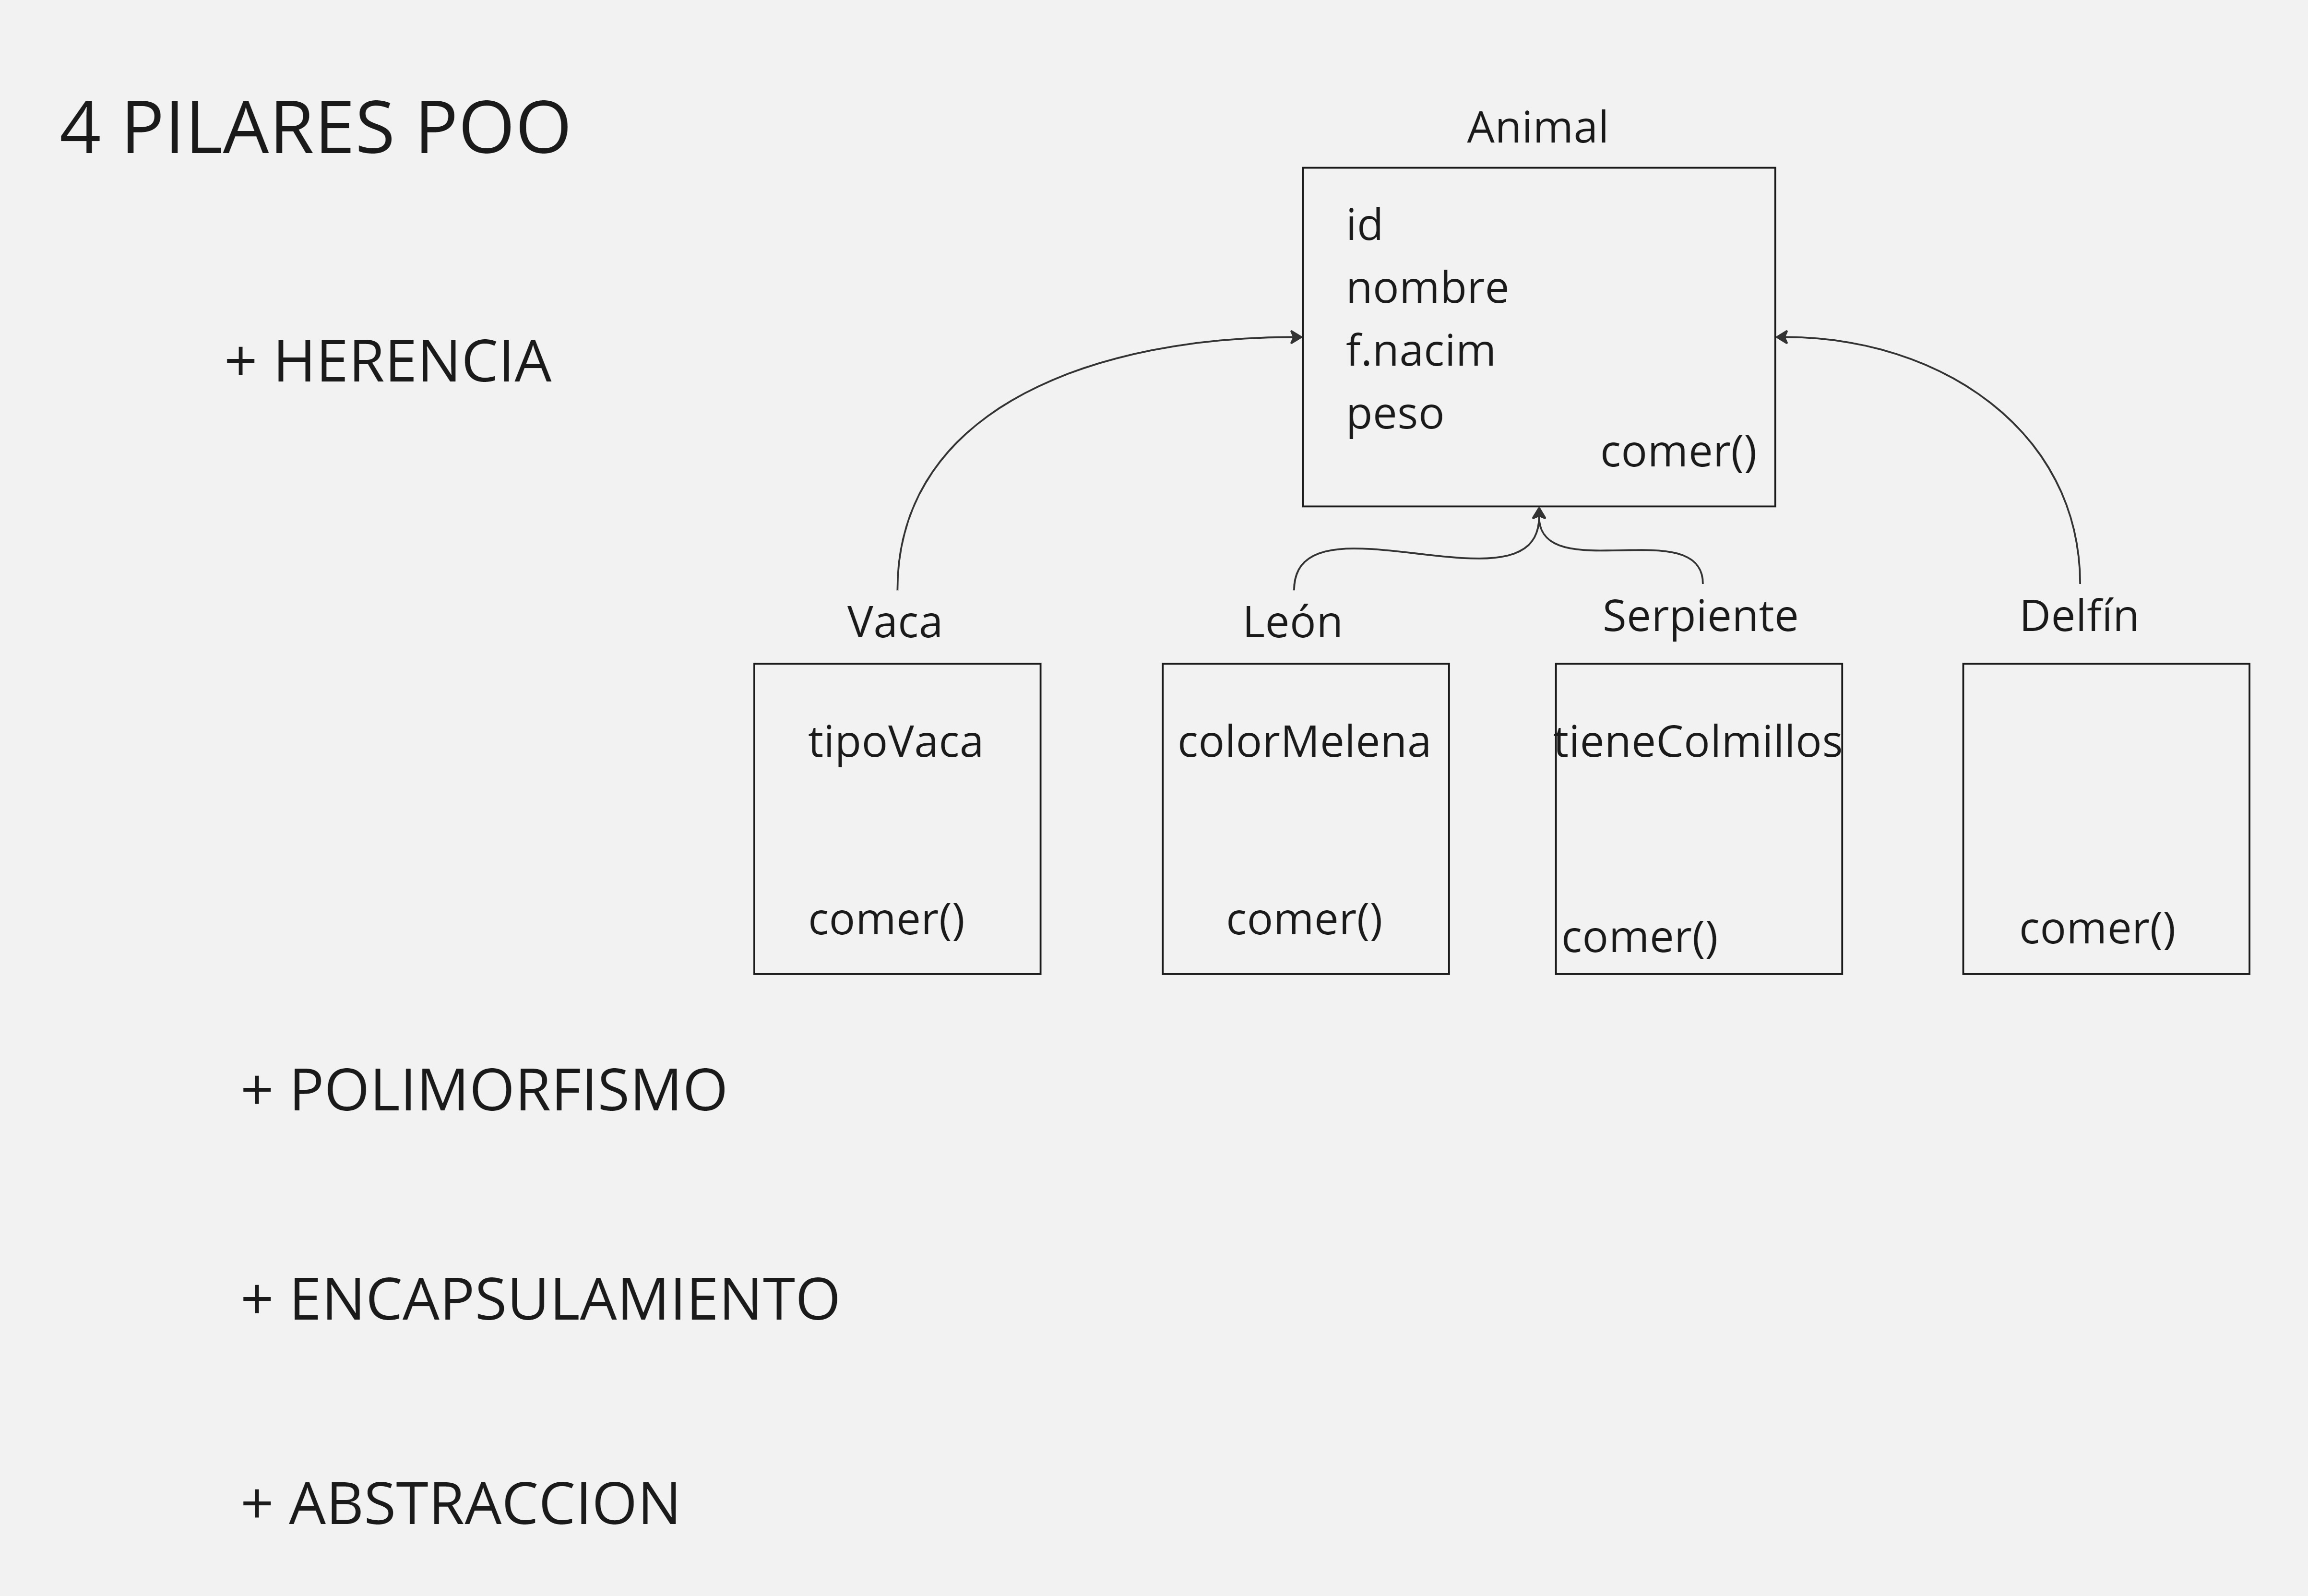 4 PILARES POO
Animal
id
nombre
f.nacim
peso
comer()
+ HERENCIA
Vaca
León
Serpiente
Delfín
tipoVaca
colorMelena
tieneColmillos
comer()
comer()
comer()
comer()
+ POLIMORFISMO
+ ENCAPSULAMIENTO
+ ABSTRACCION